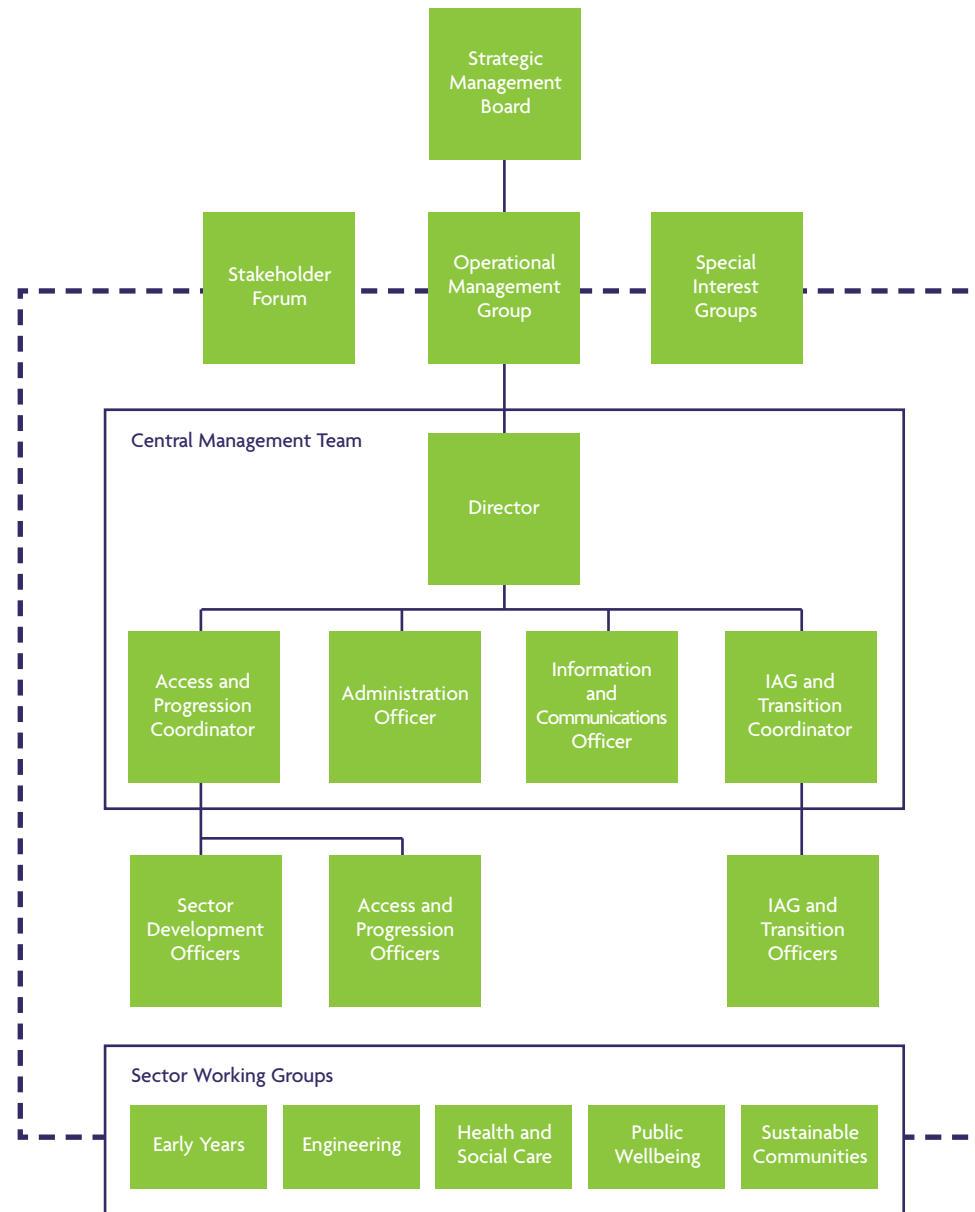 Strategic
Management
Board
Stakeholder
Forum
Operational
Management
Group
Special
Interest
Groups
Central Management Team
Director
Access and
Progression
Coordinator
Administration
Officer
Information
and
Communications
Officer
IAG and
Transition
Coordinator
Sector
Development
Officers
Access and
Progression
Officers
IAG and
Transition
Officers
Sector Working Groups
Early Years
Engineering
Health and
Social Care
Public
Wellbeing
Sustainable
Communities